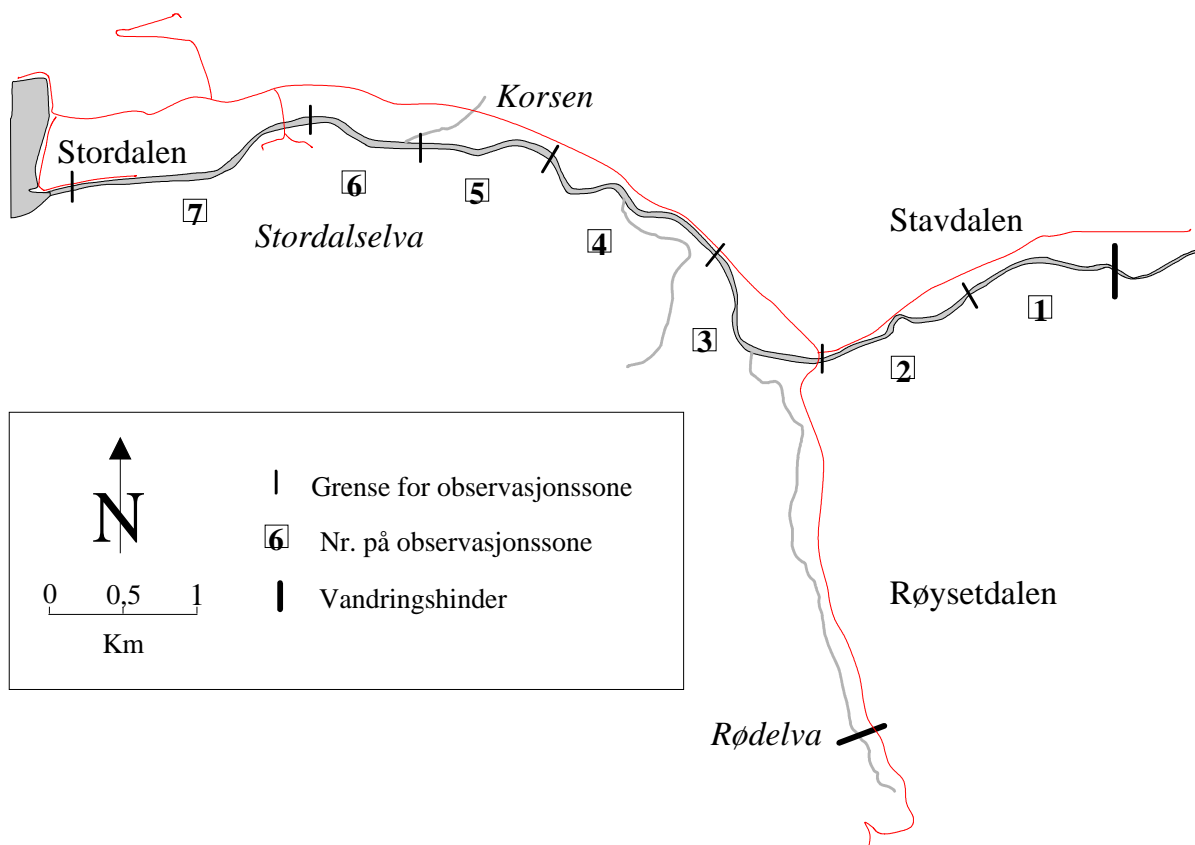 Korsen
Stordalen
6
5
7
Stordalselva
4
Stavdalen
1
3
2
N
Grense for observasjonssone
6 Nr. på observasjonssone
0 0,5 1
Vandringshinder
Km
Røysetdalen
Rødelva